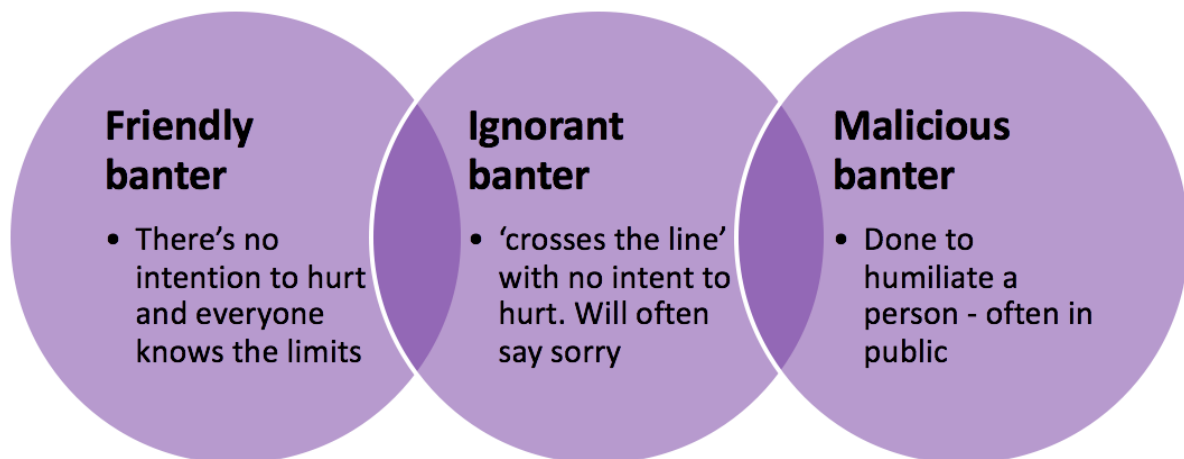 Friendly
banter
• There’s no
intention to hurt
and everyone
knows the limits
Ignorant
banter
• ‘crosses the line’
with no intent to
hurt. Will often
say sorry
Malicious
banter
• Done to
humiliate a
person - often in
public